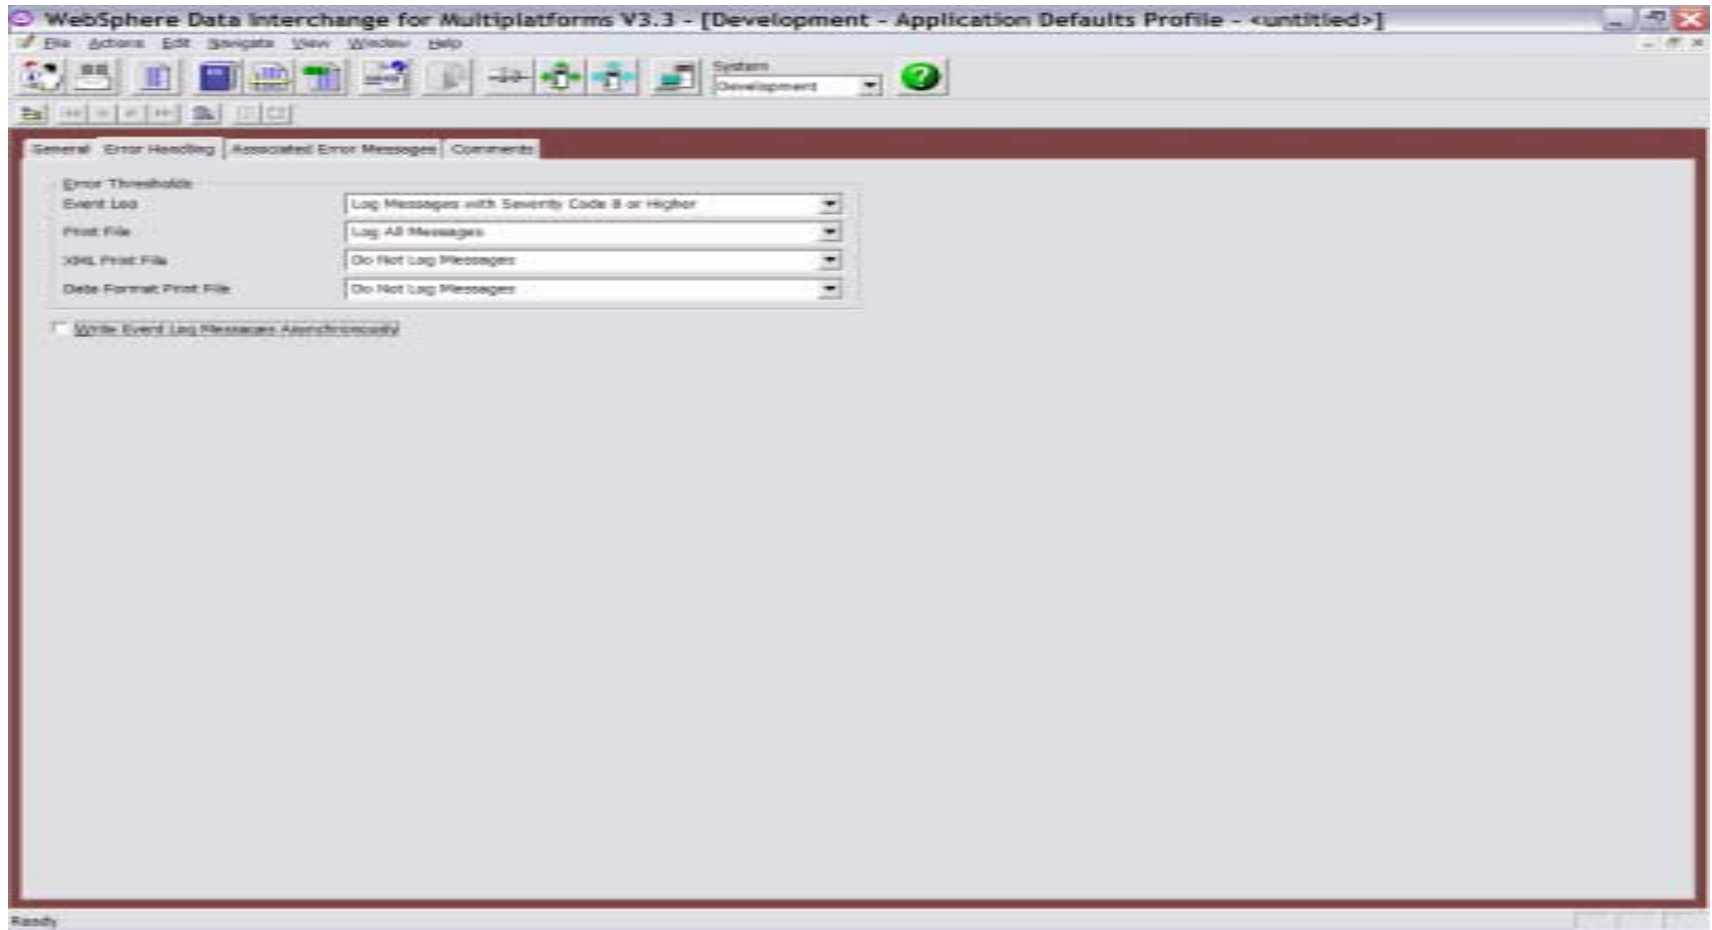 WebSphere Data Interchange for Multiplatforms V3.3 - [Development - Application Defaults Profile - <untitled>]
File Actions Edit Navigate View Window Help
System
Development
General Error Handling Associated Error Messages Comments
Error Thresholds
Event Log Log Messages with Severity Code 8 or Higher
Print File Log All Messages
XML Print File Do Not Log Messages
Data Format Print File Do Not Log Messages
Write Event Log Messages Asynchronously
Ready